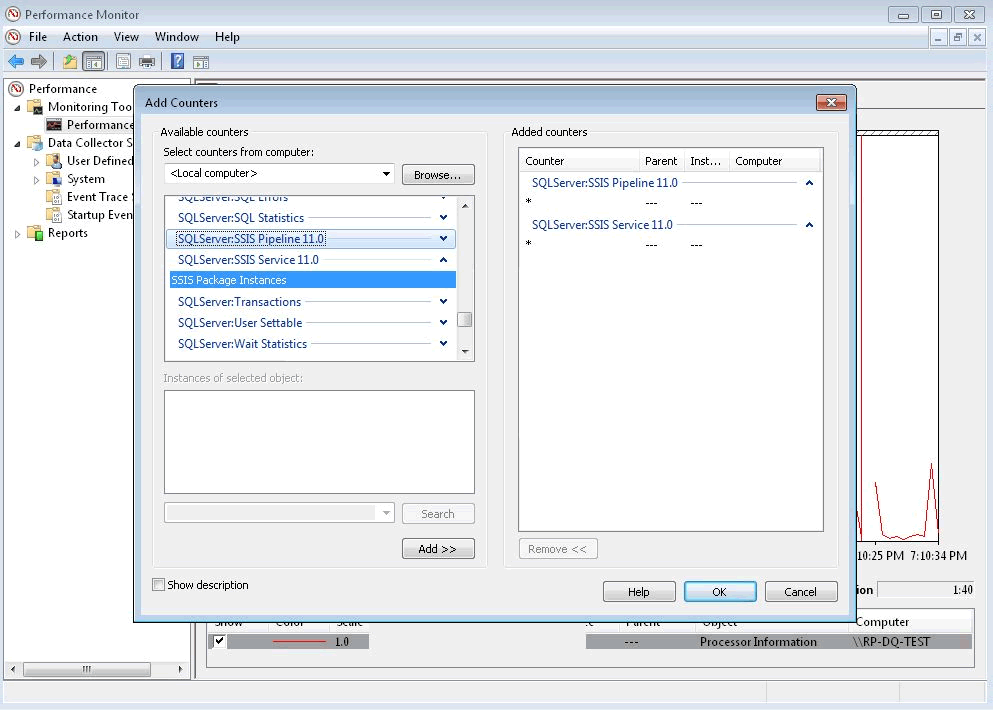 Performance Monitor
File Action View Window Help
Performance
Monitoring Too
Performance
Data Collector S
User Defined
System
Event Trace S
Startup Even
Reports
Add Counters
Available counters
Select counters from computer:
<Local computer>
Browse...
SQLServer:SQL Errors
SQLServer:SQL Statistics
SQLServer:SSIS Pipeline 11.0
SQLServer:SSIS Service 11.0
SSIS Package Instances
SQLServer:Transactions
SQLServer:User Settable
SQLServer:Wait Statistics
Instances of selected object:
Search
Add >>
Show description
Added counters
Counter Parent Inst... Computer
SQLServer:SSIS Pipeline 11.0
* --- ---
SQLServer:SSIS Service 11.0
* --- ---
Remove <<
Help OK Cancel
10:25 PM 7:10:34 PM
ion 1:40
Show Color Scale Parent Object Computer
1.0 --- Processor Information \\RP-DQ-TEST